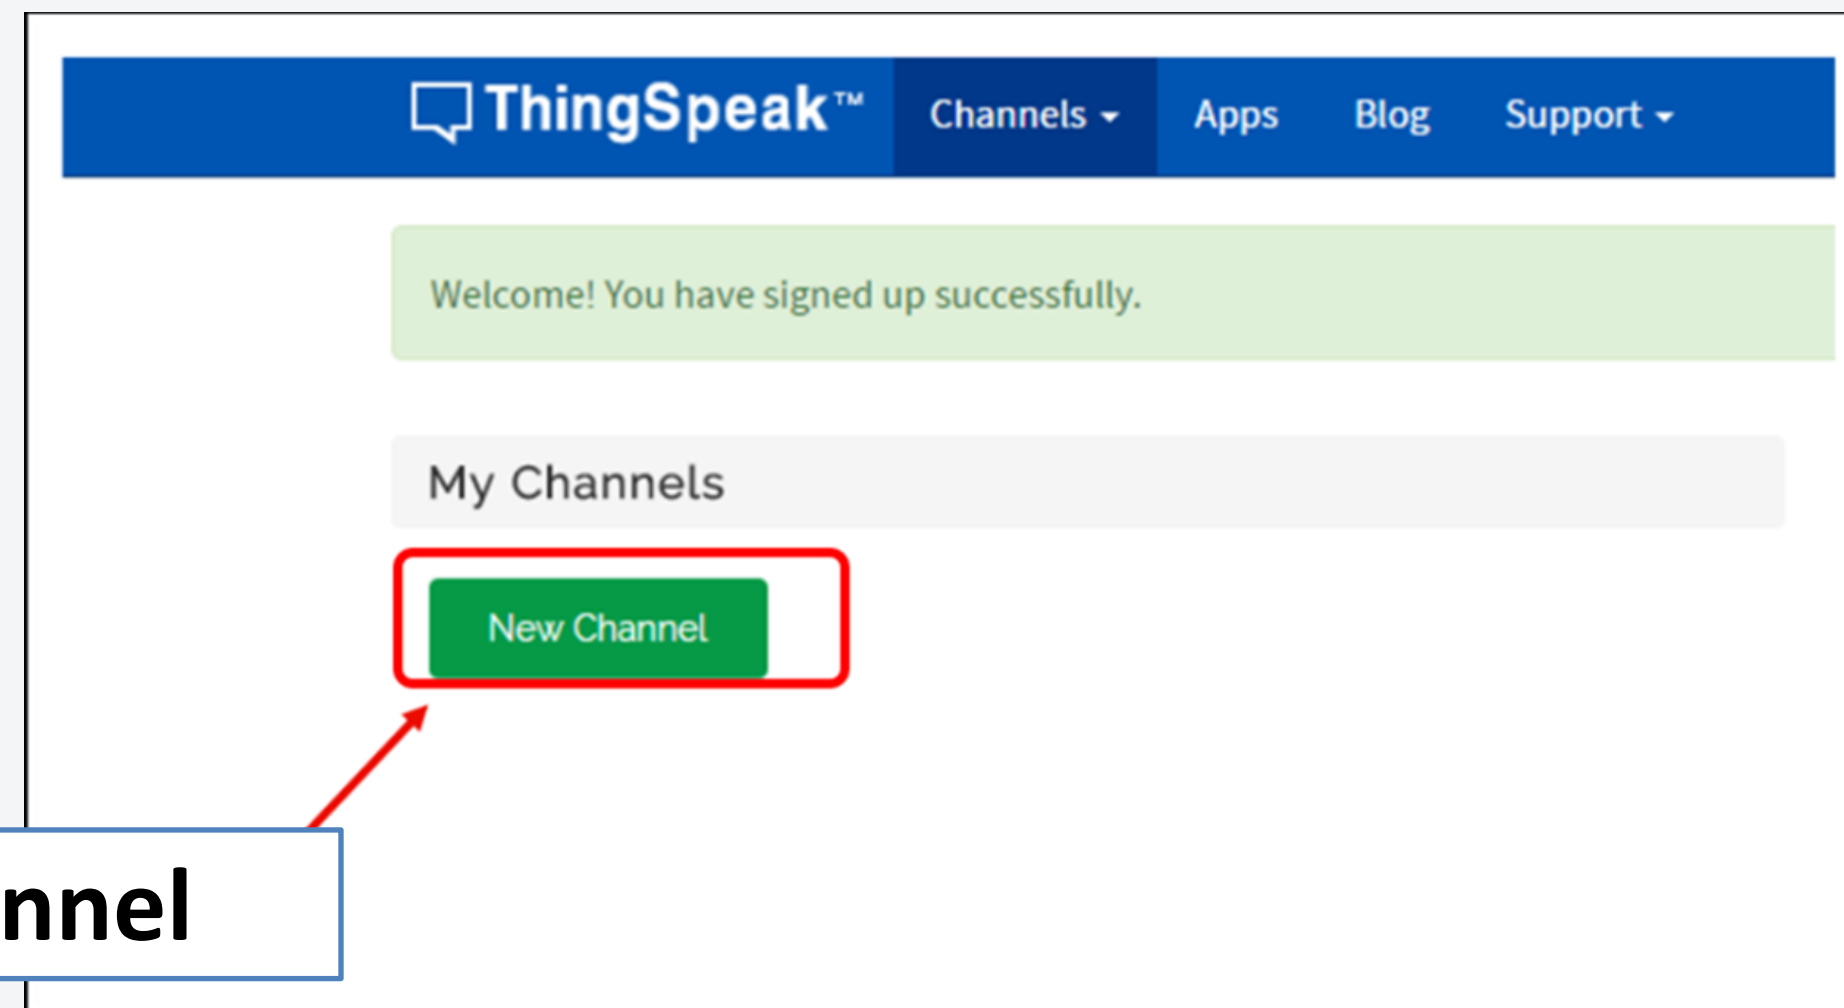 ThingSpeak™ Channels Apps Blog Support
Welcome! You have signed up successfully.
My Channels
New Channel
nnel